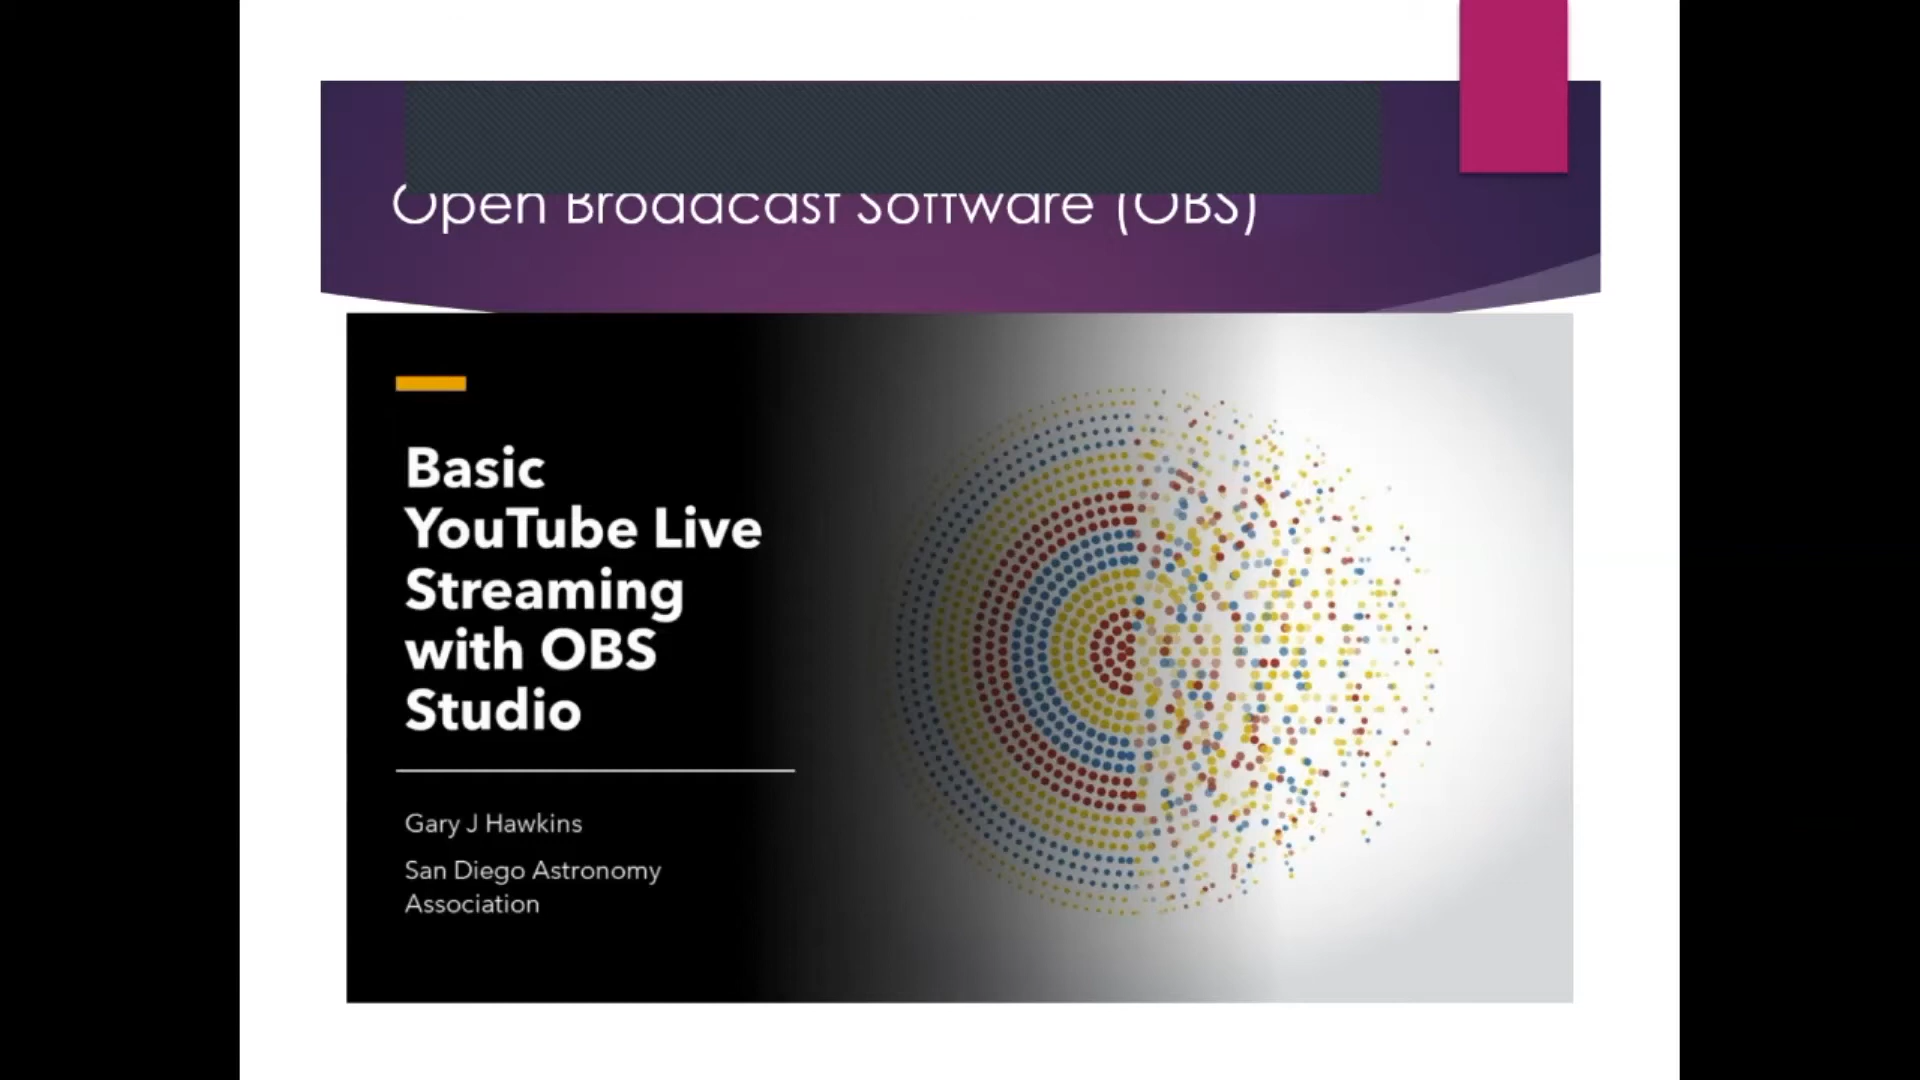 Open Broadcast Software (OBS)
Basic
YouTube Live
Streaming
with OBS
Studio
Gary J Hawkins
San Diego Astronomy
Association